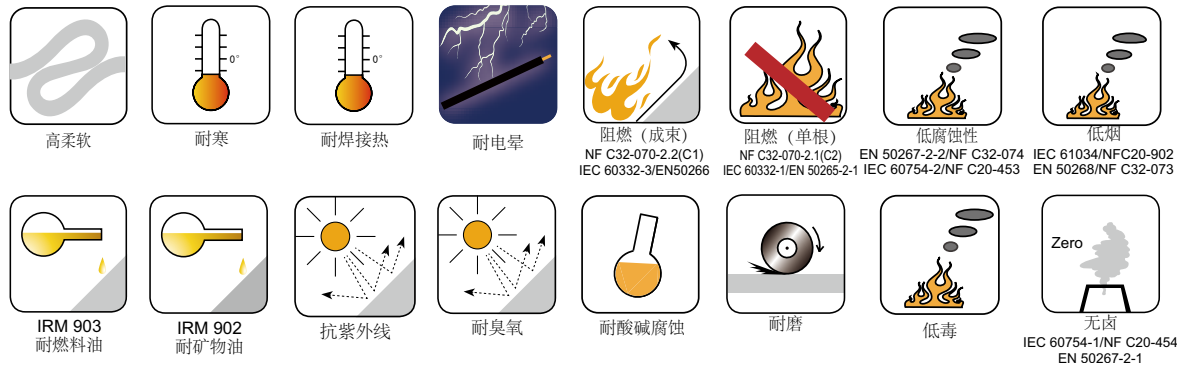 0°
0°
高柔软
耐寒
耐焊接热
耐电晕
阻燃（成束）
NF C32-070-2.2(C1)
IEC 60332-3/EN50266
阻燃（单根）
NF C32-070-2.1(C2)
IEC 60332-1/EN 50265-2-1
低腐蚀性
EN 50267-2-2/NF C32-074
IEC 60754-2/NF C20-453
低烟
IEC 61034/NFC20-902
EN 50268/NF C32-073
Zero
IRM 903
耐燃料油
IRM 902
耐矿物油
抗紫外线
耐臭氧
耐酸碱腐蚀
耐磨
低毒
无卤
IEC 60754-1/NF C20-454
EN 50267-2-1